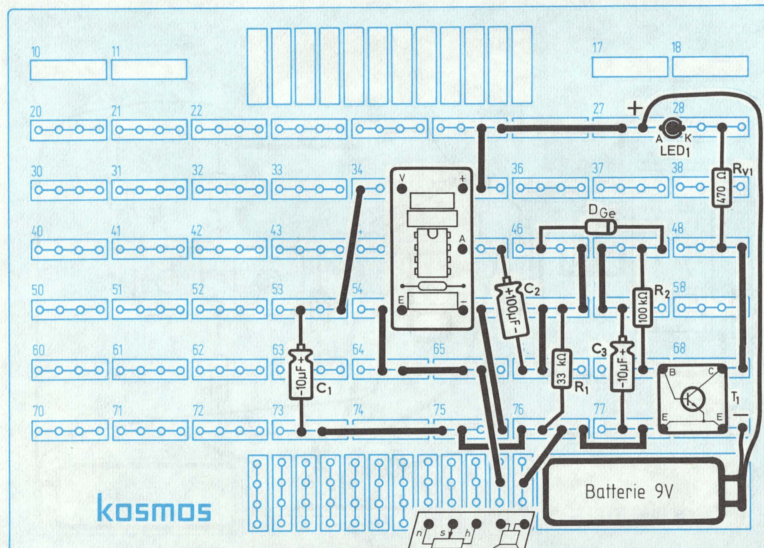 10 11 17 18
20 21 22 27 + 28
A K
LED1
30 31 32 33 34 V + 36 37 38 RV1
470 Ω
DGe
40 41 42 43 A 46 48
50 51 52 53 54 E - C2 + 100µF - R2 100 kΩ 58
60 61 62 63 64 65 C3 68
- 10µF + C1 33 kΩ R1 - 10µF + B C T1
E E
70 71 72 73 74 75 76 77 -
kosmos
Batterie 9V
n s h